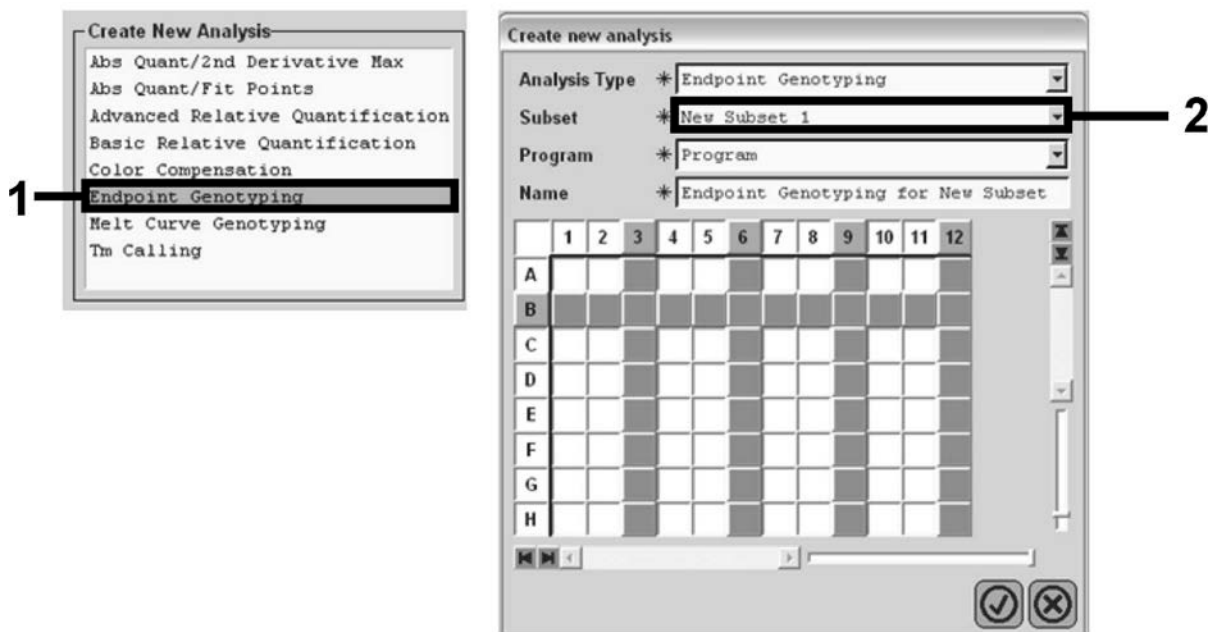 Create New Analysis
Abs Quant/2nd Derivative Max
Abs Quant/Fit Points
Advanced Relative Quantification
Basic Relative Quantification
Color Compensation
1
Endpoint Genotyping
Melt Curve Genotyping
Tm Calling
Create new analysis
Analysis Type * Endpoint Genotyping
Subset * New Subset 1
2
Program * Program
Name * Endpoint Genotyping for New Subset
1 2 3 4 5 6 7 8 9 10 11 12
A
B
C
D
E
F
G
H